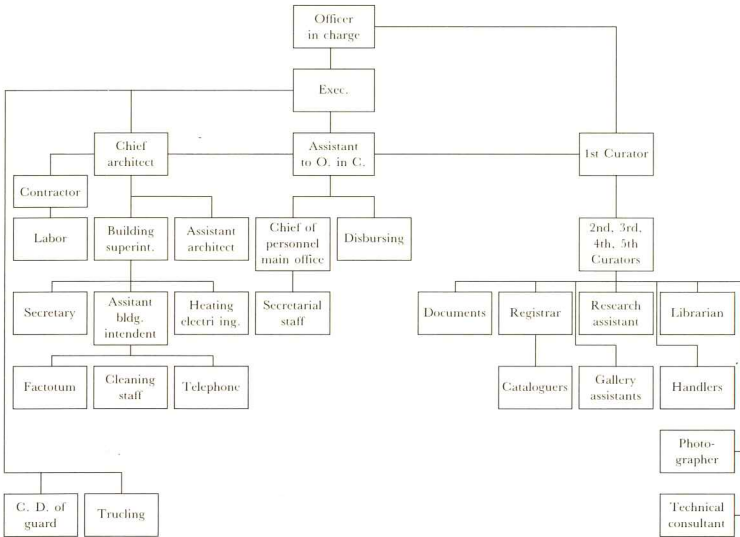 Officer
in charge
Exec.
Chief
architect
Assistant
to O. in C.
1st Curator
Contractor
Labor
Building
superint.
Assistant
architect
Chief of
personnel
main office
Disbursing
2nd, 3rd,
4th, 5th
Curators
Secretary
Assitant
bldg.
intendent
Heating
electri ing.
Secretarial
staff
Documents
Registrar
Research
assistant
Librarian
Factotum
Cleaning
staff
Telephone
Cataloguers
Gallery
assistants
Handlers
Photo-
grapher
C. D. of
guard
Trucling
Technical
consultant